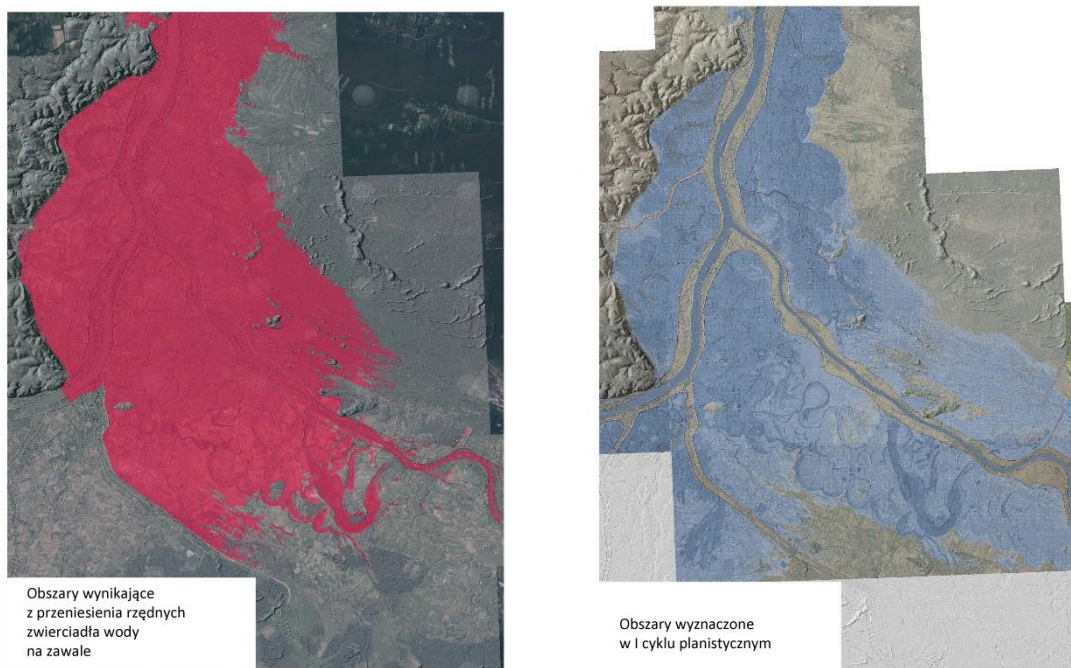 Obszary wynikające
z przeniesienia rzędnych
zwierciadła wody
na zawale
Obszary wyznaczone
w I cyklu planistycznym